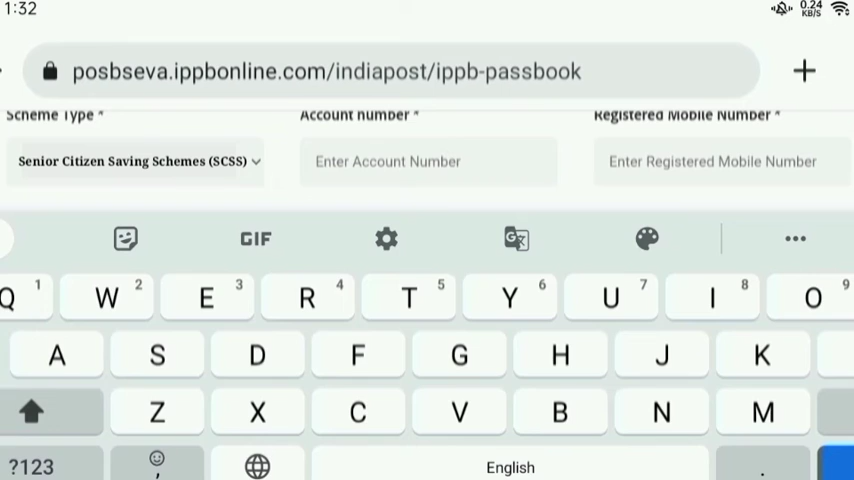 1:32
0.24
KB/S
posbseva.ippbonline.com/indiapost/ippb-passbook
Scheme Type *
Account number *
Registered Mobile Number *
Senior Citizen Saving Schemes (SCSS)
Enter Account Number
Enter Registered Mobile Number
GIF
Q 1 W 2 E 3 R 4 T 5 Y 6 U 7 I 8 O 9
A S D F G H J K
Z X C V B N M
?123 , English .